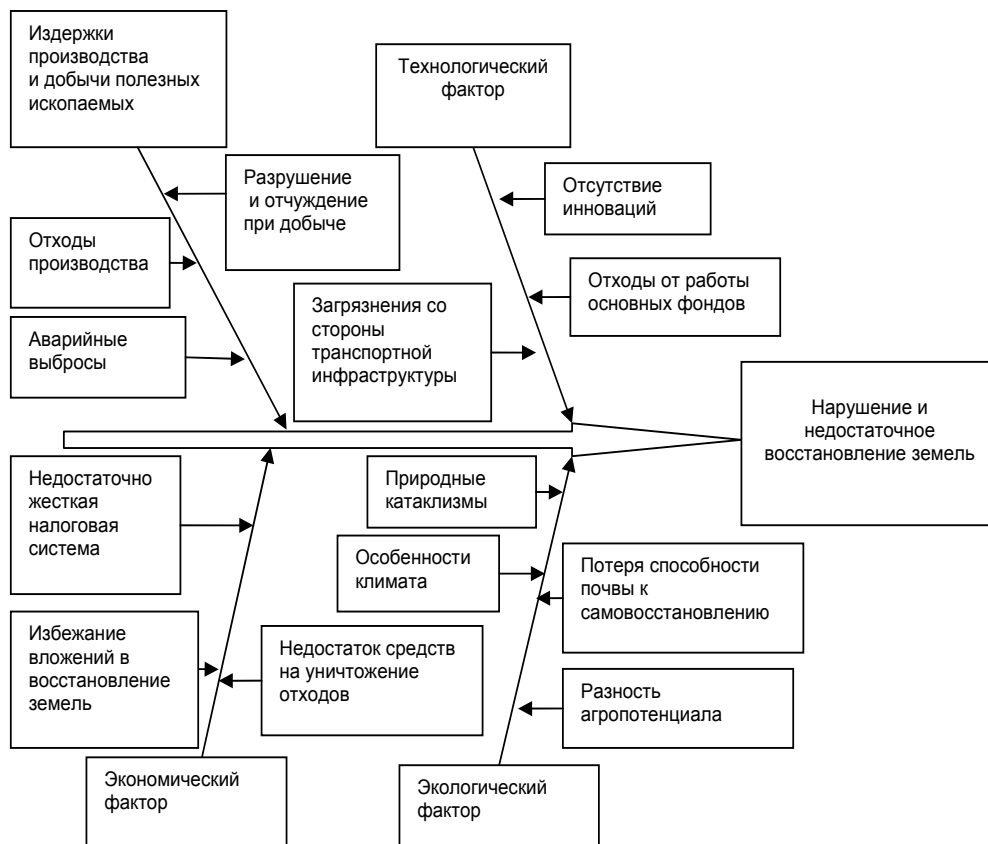 Издержки
производства
и добычи полезных
ископаемых
Технологический
фактор
Разрушение
и отчуждение
при добыче
Отсутствие
инноваций
Отходы
производства
Отходы от работы
основных фондов
Загрязнения со
стороны
транспортной
инфраструктуры
Аварийные
выбросы
Нарушение и
недостаточное
восстановление земель
Недостаточно
жесткая
налоговая
система
Природные
катаклизмы
Особенности
климата
Потеря способности
почвы к
самовосстановлению
Избежание
вложений в
восстановление
земель
Недостаток средств
на уничтожение
отходов
Разность
агропотенциала
Экономический
фактор
Экологический
фактор